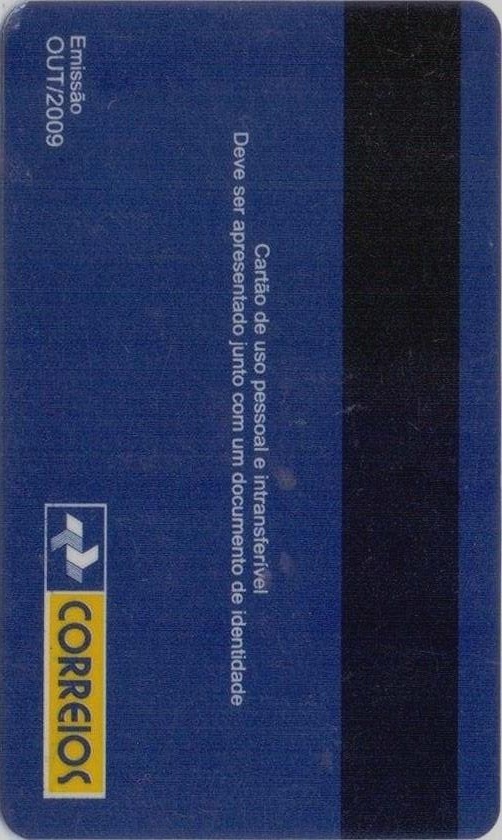 Cartão de uso pessoal e intransferível
Deve ser apresentado junto com um documento de identidade
Emissão
OUT/2009
CORREIOS